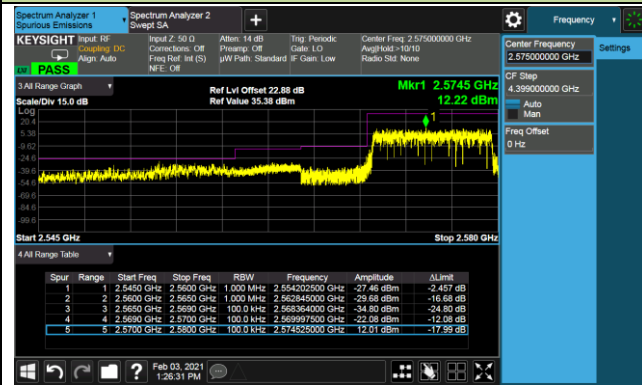 Spectrum Analyzer 1
Spurious Emissions
Spectrum Analyzer 2
Swept SA
Frequency
KEYSIGHT
Input: RF
Coupling: DC
Align: Auto
Input Z: 50 Ω
Corrections: Off
Freq Ref: Int (S)
NFE: Off
Atten: 14 dB
Preamp: Off
µW Path: Standard
Trig: Periodic
Gate: LO
IF Gain: Low
Center Freq: 2.575000000 GHz
Avg|Hold:>10/10
Radio Std: None
PASS
3 All Range Graph
Scale/Div 15.0 dB
Ref Lvl Offset 22.88 dB
Ref Value 35.38 dBm
Mkr1 2.5745 GHz
12.22 dBm
Log
20.4
5.38
-9.62
-24.6
-39.6
-54.6
-69.6
-84.6
-99.6
1
Start 2.545 GHz
Stop 2.580 GHz
4 All Range Table
Spur Range Start Freq Stop Freq RBW Frequency Amplitude ΔLimit
1 1 2.5450 GHz 2.5600 GHz 1.000 MHz 2.554202500 GHz -27.46 dBm -2.457 dB
2 2 2.5600 GHz 2.5650 GHz 1.000 MHz 2.562845000 GHz -29.68 dBm -16.68 dB
3 3 2.5650 GHz 2.5690 GHz 100.0 kHz 2.568364000 GHz -34.80 dBm -24.80 dB
4 4 2.5690 GHz 2.5700 GHz 100.0 kHz 2.569997500 GHz -22.08 dBm -12.08 dB
5 5 2.5700 GHz 2.5800 GHz 100.0 kHz 2.574525000 GHz 12.01 dBm -17.99 dB
Feb 03, 2021
1:26:31 PM
Center Frequency
2.575000000 GHz
Settings
CF Step
4.399000000 GHz
Auto
Man
Freq Offset
0 Hz